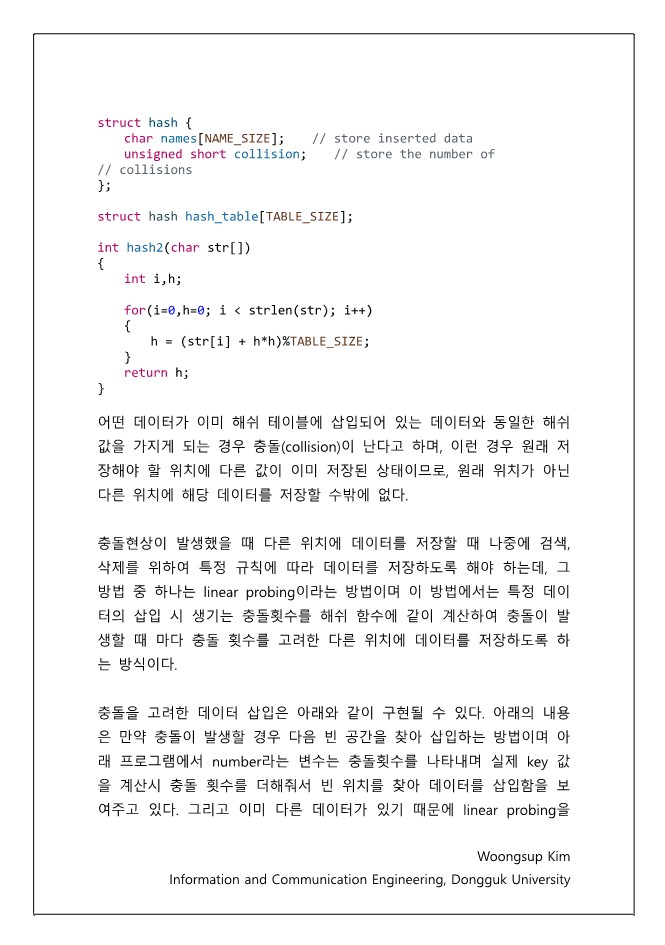 struct hash {
char names[NAME_SIZE]; // store inserted data
unsigned short collision; // store the number of
// collisions
};
struct hash hash_table[TABLE_SIZE];
int hash2(char str[])
{
int i,h;
for(i=0,h=0; i < strlen(str); i++)
{
h = (str[i] + h*h)%TABLE_SIZE;
}
return h;
}
어떤 데이터가 이미 해쉬 테이블에 삽입되어 있는 데이터와 동일한 해쉬
값을 가지게 되는 경우 충돌(collision)이 난다고 하며, 이런 경우 원래 저
장해야 할 위치에 다른 값이 이미 저장된 상태이므로, 원래 위치가 아닌
다른 위치에 해당 데이터를 저장할 수밖에 없다.
충돌현상이 발생했을 때 다른 위치에 데이터를 저장할 때 나중에 검색,
삭제를 위하여 특정 규칙에 따라 데이터를 저장하도록 해야 하는데, 그
방법 중 하나는 linear probing이라는 방법이며 이 방법에서는 특정 데이
터의 삽입 시 생기는 충돌횟수를 해쉬 함수에 같이 계산하여 충돌이 발
생할 때 마다 충돌 횟수를 고려한 다른 위치에 데이터를 저장하도록 하
는 방식이다.
충돌을 고려한 데이터 삽입은 아래와 같이 구현될 수 있다. 아래의 내용
은 만약 충돌이 발생할 경우 다음 빈 공간을 찾아 삽입하는 방법이며 아
래 프로그램에서 number라는 변수는 충돌횟수를 나타내며 실제 key 값
을 계산시 충돌 횟수를 더해줘서 빈 위치를 찾아 데이터를 삽입함을 보
여주고 있다. 그리고 이미 다른 데이터가 있기 때문에 linear probing을
Woongsup Kim
Information and Communication Engineering, Dongguk University